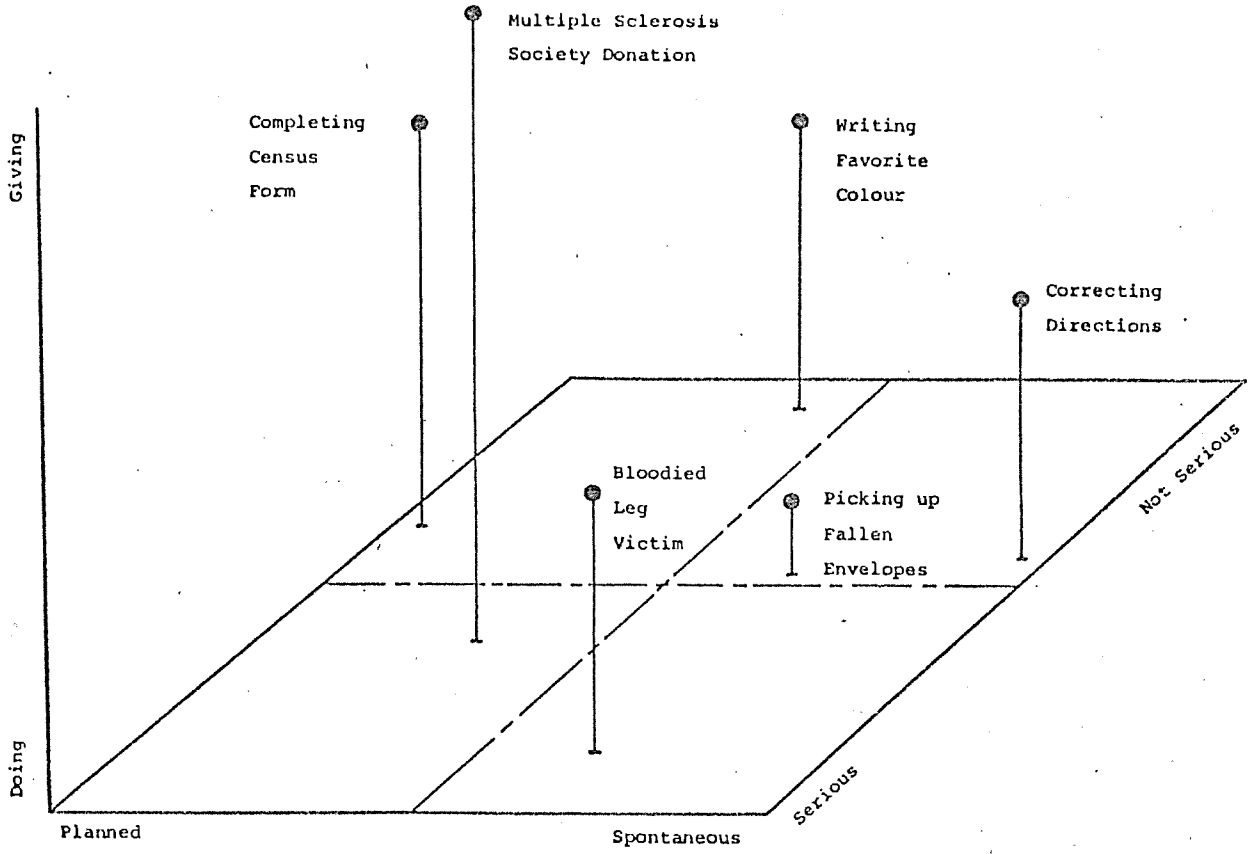 Multiple Sclerosis
Society Donation
Completing
Census
Form
Writing
Favorite
Colour
Giving
Correcting
Directions
Bloodied
Leg
Victim
Picking up
Fallen
Envelopes
Not Serious
Serious
Doing
Planned
Spontaneous